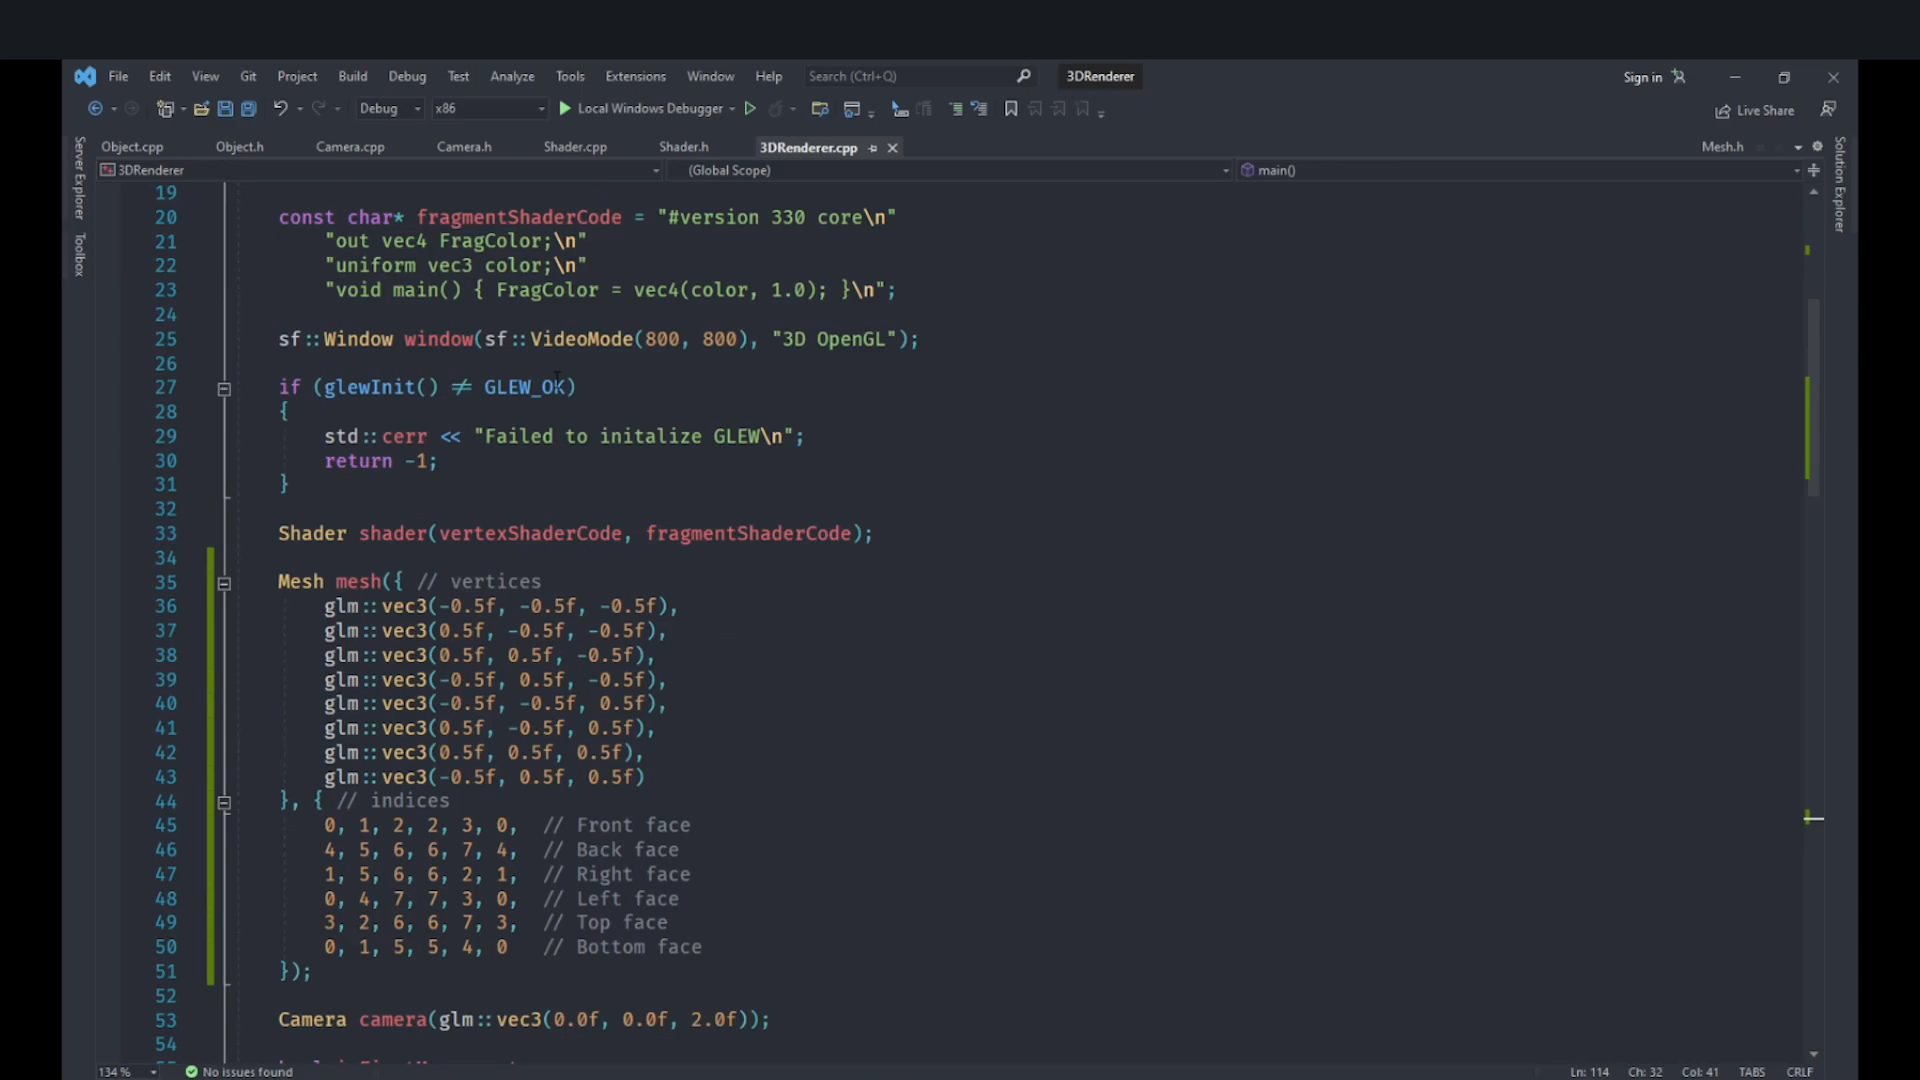 File Edit View Git Project Build Debug Test Analyze Tools Extensions Window Help Search (Ctrl+Q) 3DRenderer Sign in
Debug x86 Local Windows Debugger Live Share
Server Explorer
Toolbox
Object.cpp Object.h Camera.cpp Camera.h Shader.cpp Shader.h 3DRenderer.cpp Mesh.h
Solution Explorer
3DRenderer (Global Scope) main()
19
20 const char* fragmentShaderCode = "#version 330 core\n"
21 "out vec4 FragColor;\n"
22 "uniform vec3 color;\n"
23 "void main() { FragColor = vec4(color, 1.0); }\n";
24
25 sf::Window window(sf::VideoMode(800, 800), "3D OpenGL");
26
27 if (glewInit() ≠ GLEW_OK)
28 {
29 std::cerr << "Failed to initalize GLEW\n";
30 return -1;
31 }
32
33 Shader shader(vertexShaderCode, fragmentShaderCode);
34
35 Mesh mesh({ // vertices
36 glm::vec3(-0.5f, -0.5f, -0.5f),
37 glm::vec3(0.5f, -0.5f, -0.5f),
38 glm::vec3(0.5f, 0.5f, -0.5f),
39 glm::vec3(-0.5f, 0.5f, -0.5f),
40 glm::vec3(-0.5f, -0.5f, 0.5f),
41 glm::vec3(0.5f, -0.5f, 0.5f),
42 glm::vec3(0.5f, 0.5f, 0.5f),
43 glm::vec3(-0.5f, 0.5f, 0.5f)
44 }, { // indices
45 0, 1, 2, 2, 3, 0, // Front face
46 4, 5, 6, 6, 7, 4, // Back face
47 1, 5, 6, 6, 2, 1, // Right face
48 0, 4, 7, 7, 3, 0, // Left face
49 3, 2, 6, 6, 7, 3, // Top face
50 0, 1, 5, 5, 4, 0 // Bottom face
51 });
52
53 Camera camera(glm::vec3(0.0f, 0.0f, 2.0f));
54
134 % No issues found Ln: 114 Ch: 32 Col: 41 TABS CRLF